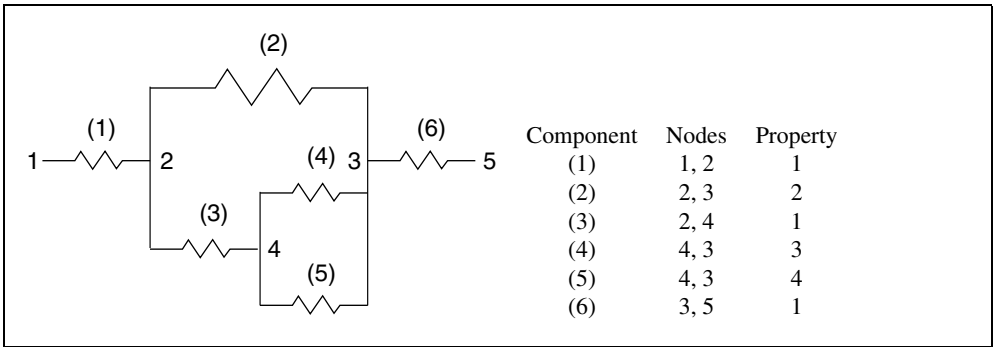 (2)
(1)
(6)
1
2
(4)
3
5
(3)
4
(5)
Component Nodes Property
(1) 1, 2 1
(2) 2, 3 2
(3) 2, 4 1
(4) 4, 3 3
(5) 4, 3 4
(6) 3, 5 1